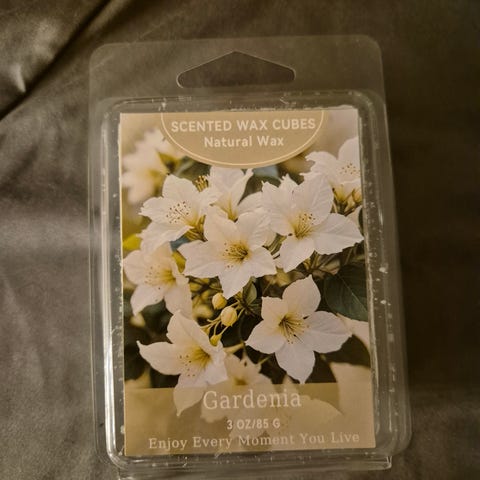 SCENTED WAX CUBES
Natural Wax
Gardenia
3 OZ/85 G
Enjoy Every Moment You Live